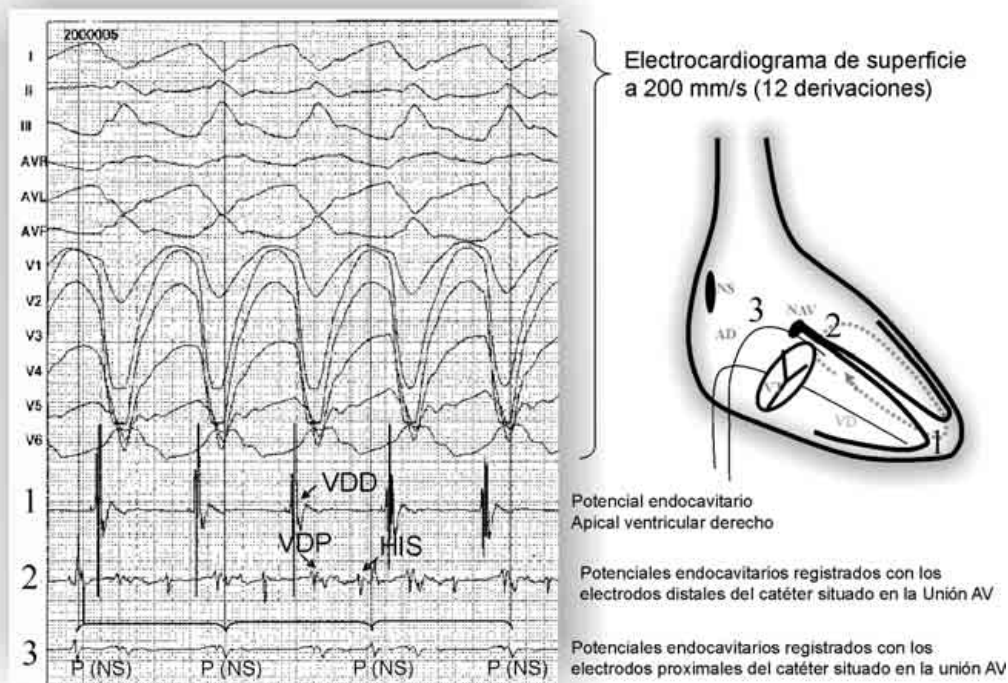 2000005
I
II
III
AVR
AVL
AVF
V1
V2
V3
V4
V5
V6
1
VDD
2
VDP
HIS
3
P (NS)
P (NS)
P (NS)
P (NS)
Electrocardiograma de superficie
a 200 mm/s (12 derivaciones)
NS
3
NAV
2
AD
VD
1
Potencial endocavitario
Apical ventricular derecho
Potenciales endocavitarios registrados con los
electrodos distales del catéter situado en la Unión AV
Potenciales endocavitarios registrados con los
electrodos proximales del catéter situado en la unión AV